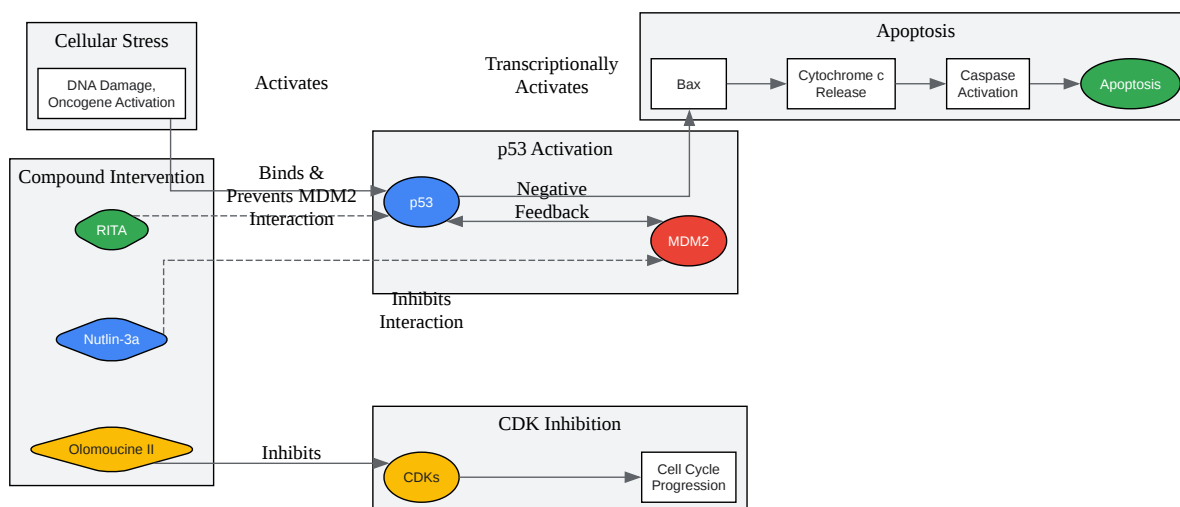 Cellular Stress
DNA Damage,
Oncogene Activation
Activates
Transcriptionally
Activates
Apoptosis
Bax
Cytochrome c
Release
Caspase
Activation
Apoptosis
Compound Intervention
RITA
Nutlin-3a
Olomoucine II
Binds &
Prevents MDM2
Interaction
p53 Activation
p53
Negative
Feedback
MDM2
Inhibits
Interaction
Inhibits
CDK Inhibition
CDKs
Cell Cycle
Progression